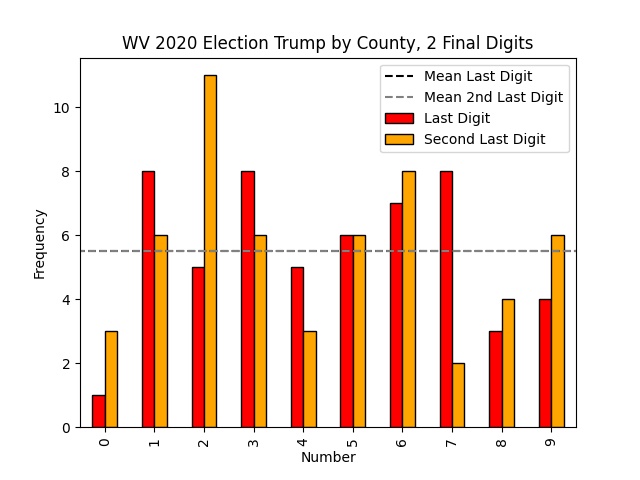 WV 2020 Election Trump by County, 2 Final Digits
Mean Last Digit
Mean 2nd Last Digit
Last Digit
Second Last Digit
Frequency
10
8
6
4
2
0
0 1 2 3 4 5 6 7 8 9
Number